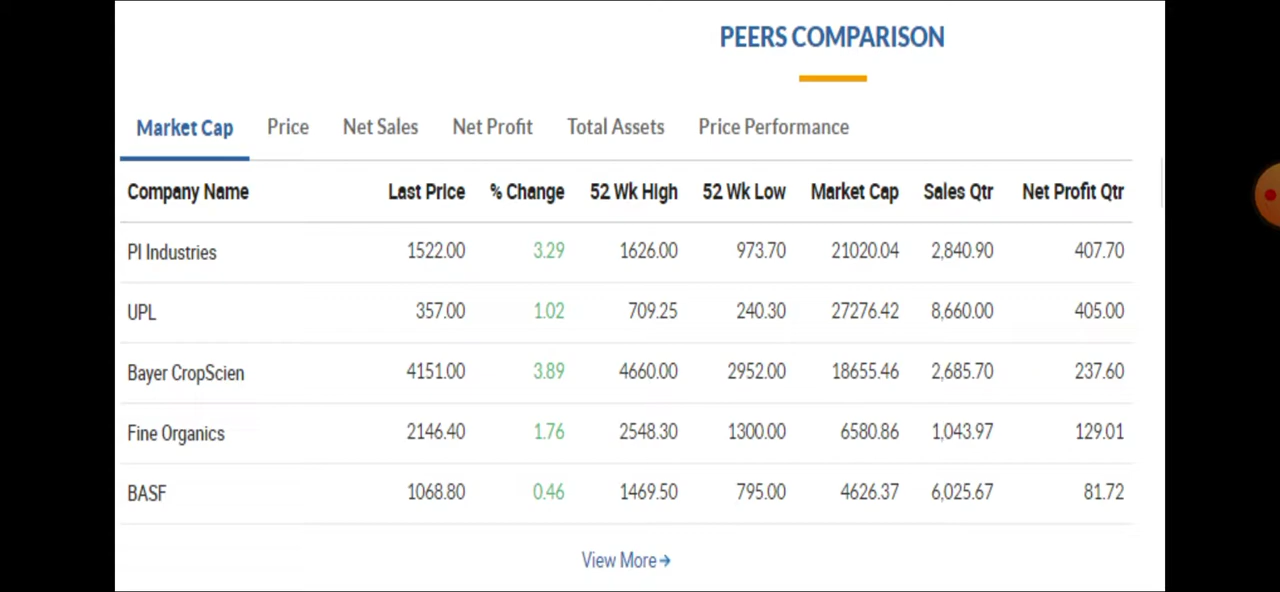 PEERS COMPARISON
Market Cap Price Net Sales Net Profit Total Assets Price Performance
Company Name Last Price % Change 52 Wk High 52 Wk Low Market Cap Sales Qtr Net Profit Qtr
PI Industries 1522.00 3.29 1626.00 973.70 21020.04 2,840.90 407.70
UPL 357.00 1.02 709.25 240.30 27276.42 8,660.00 405.00
Bayer CropScien 4151.00 3.89 4660.00 2952.00 18655.46 2,685.70 237.60
Fine Organics 2146.40 1.76 2548.30 1300.00 6580.86 1,043.97 129.01
BASF 1068.80 0.46 1469.50 795.00 4626.37 6,025.67 81.72
View More→